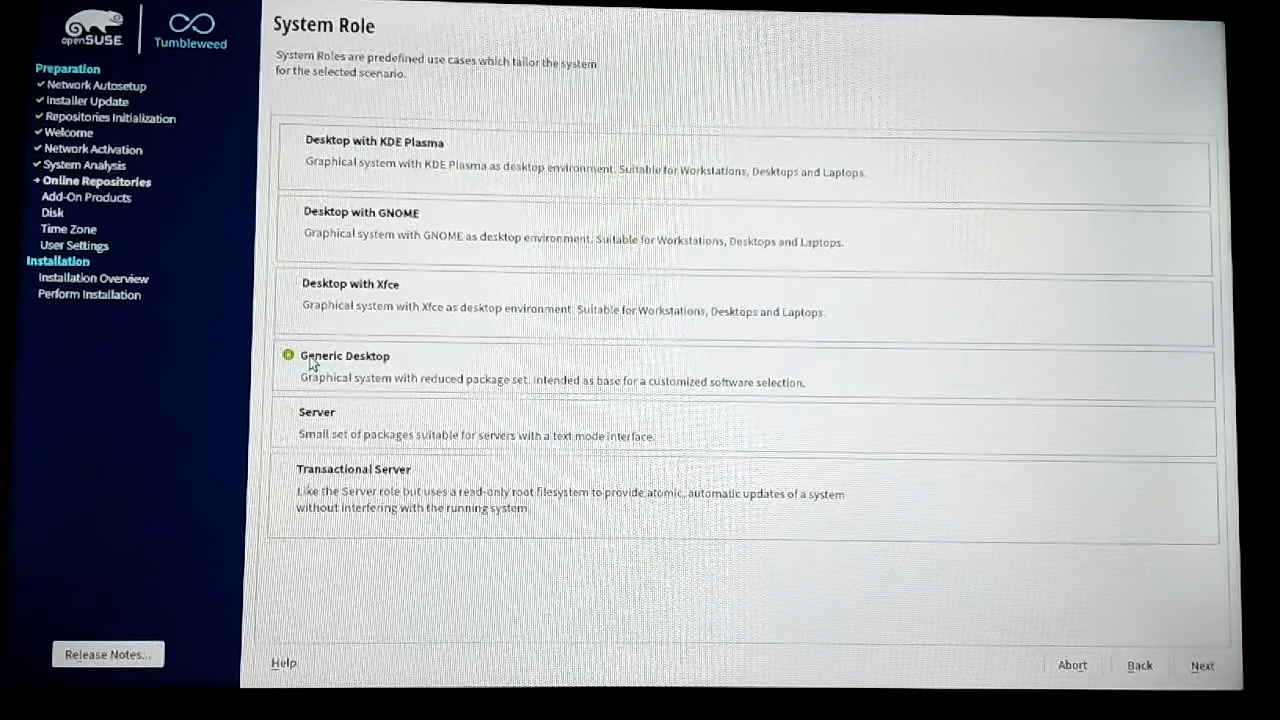 openSUSE
Tumbleweed
Preparation
Network Autosetup
Installer Update
Repositories Initialization
Welcome
Network Activation
System Analysis
Online Repositories
Add-On Products
Disk
Time Zone
User Settings
Installation
Installation Overview
Perform Installation
Release Notes...
System Role
System Roles are predefined use cases which tailor the system
for the selected scenario.
Desktop with KDE Plasma
Graphical system with KDE Plasma as desktop environment. Suitable for Workstations, Desktops and Laptops.
Desktop with GNOME
Graphical system with GNOME as desktop environment. Suitable for Workstations, Desktops and Laptops.
Desktop with Xfce
Graphical system with Xfce as desktop environment. Suitable for Workstations, Desktops and Laptops.
Generic Desktop
Graphical system with reduced package set. Intended as base for a customized software selection.
Server
Small set of packages suitable for servers with a text mode interface.
Transactional Server
Like the Server role but uses a read-only root filesystem to provide atomic, automatic updates of a system
without interfering with the running system.
Help
Abort
Back
Next